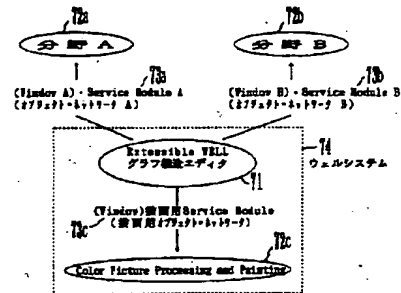 72a
72b
分野 A
分野 B
73a
73b
(Window A)・Service Module A
(オブジェクト・ネットワーク A)
(Window B)・Service Module B
(オブジェクト・ネットワーク B)
Extensible WELL
グラフ構造エディタ
74
ウェルシステム
71
(Window)描画用Service Module
(描画用オブジェクト・ネットワーク)
73c
72c
Color Picture Processing and Painting